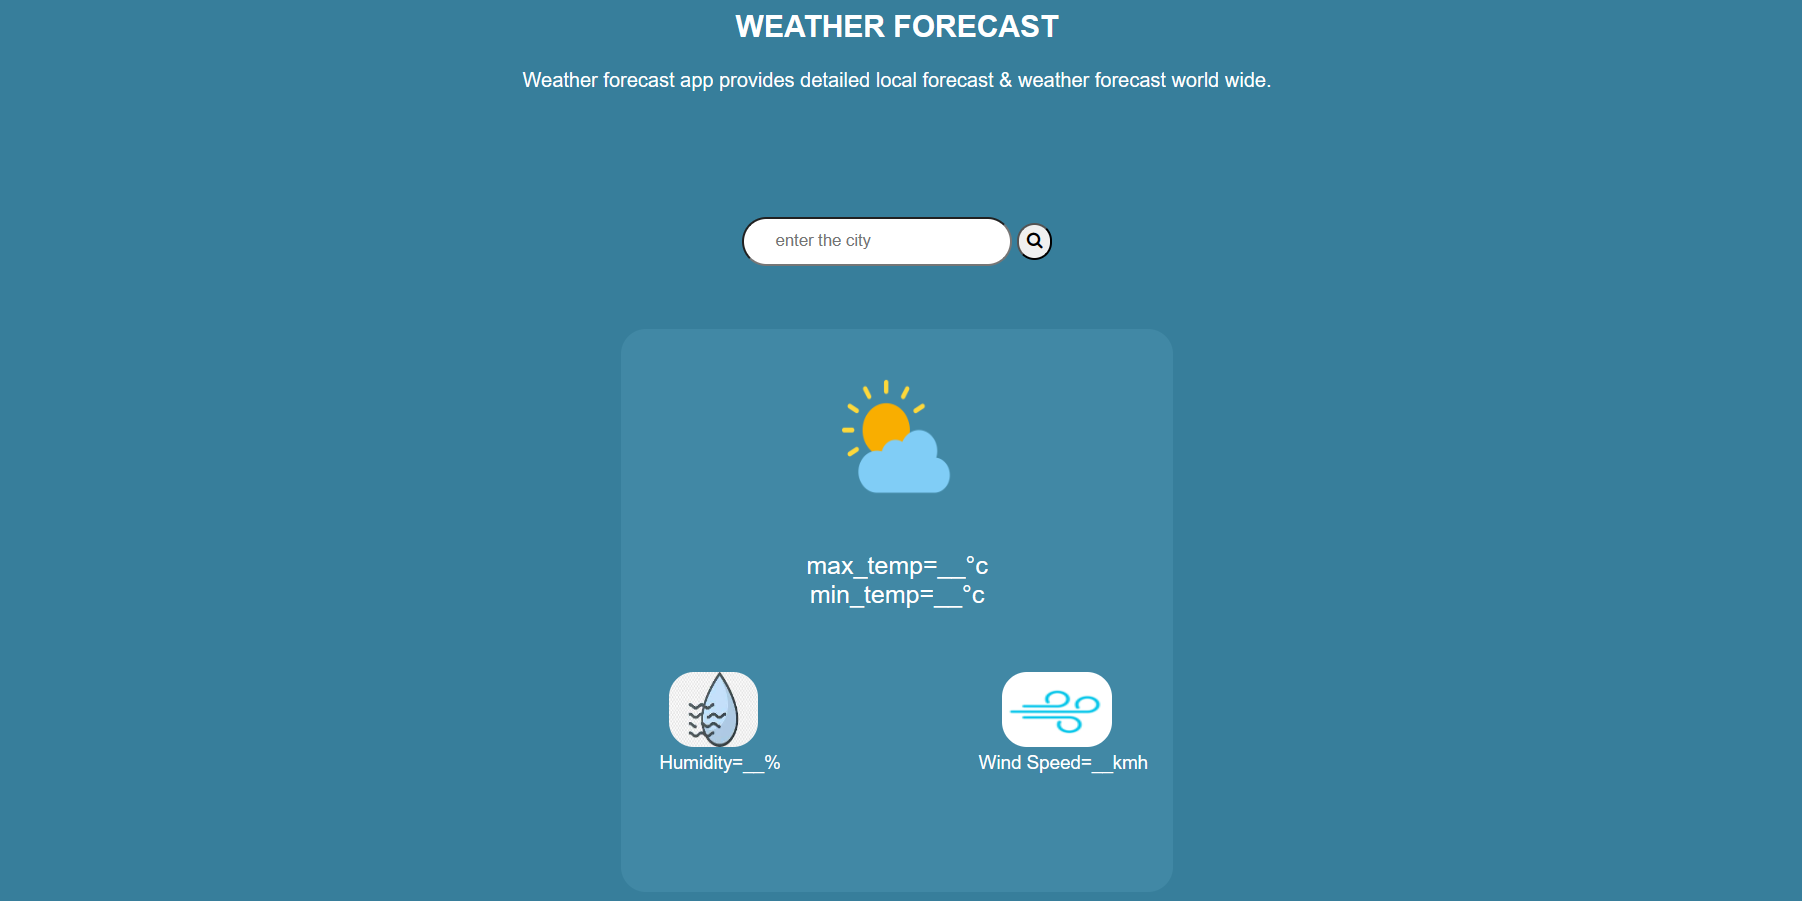 WEATHER FORECAST
Weather forecast app provides detailed local forecast & weather forecast world wide.
enter the city
max_temp=__°c
min_temp=__°c
Humidity=__%
Wind Speed=__kmh